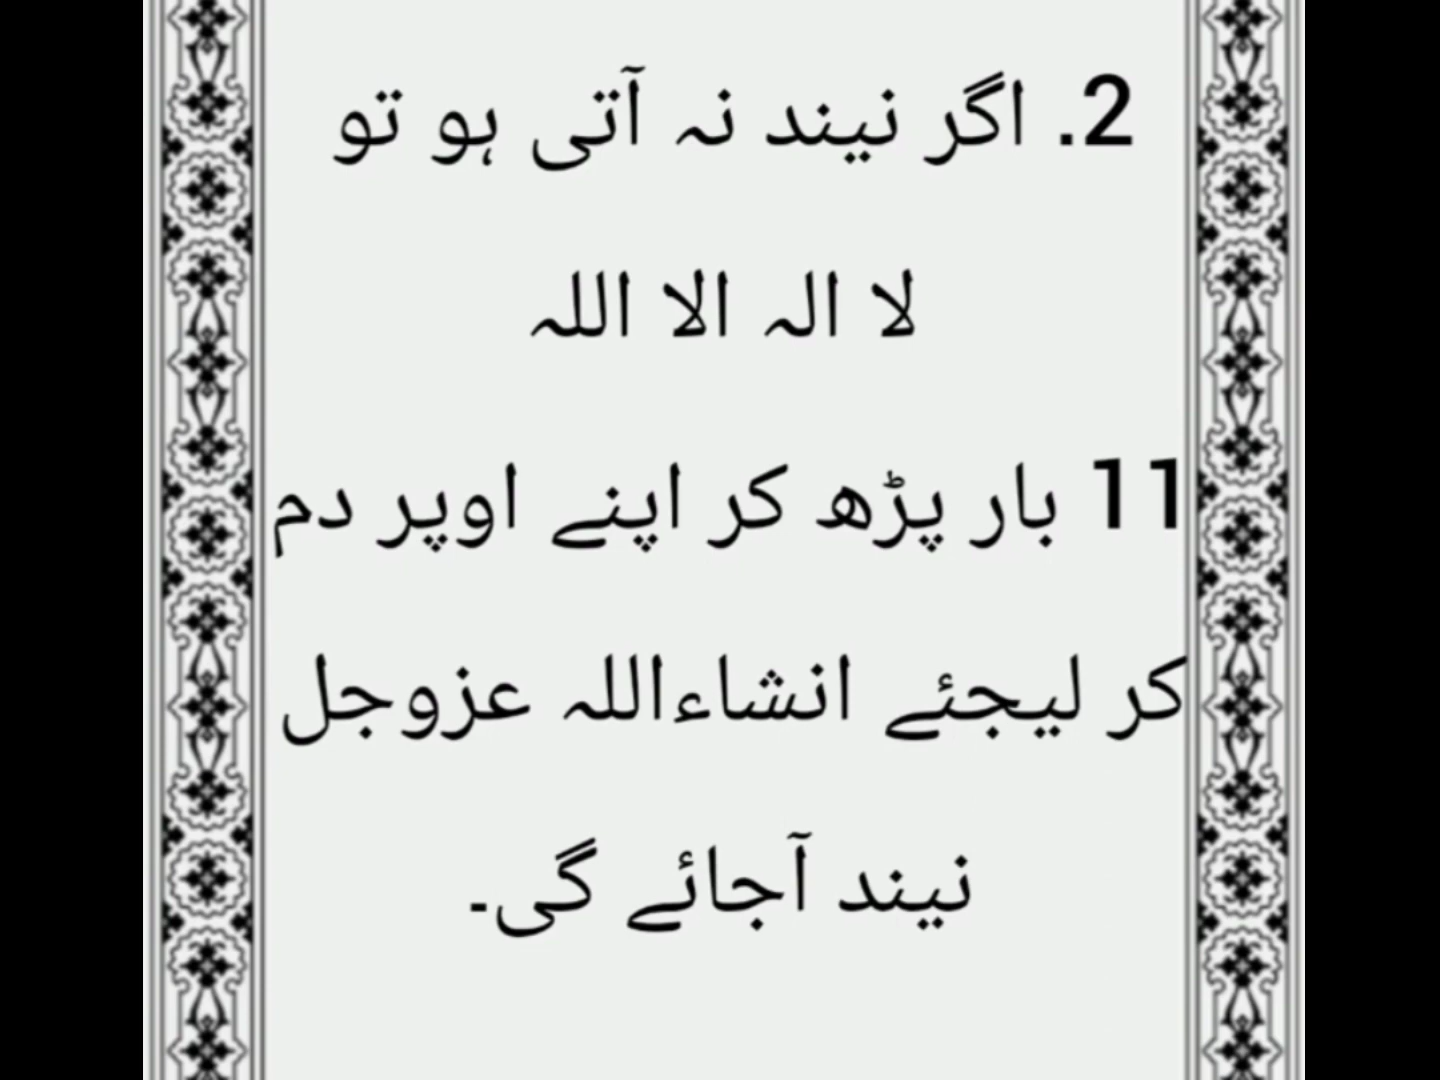 2. اگر نیند نہ آتی ہو تو
لا الہ الا اللہ
11 بار پڑھ کر اپنے اوپر دم
کر لیجئے انشاءاللہ عزوجل
نیند آجائے گی۔